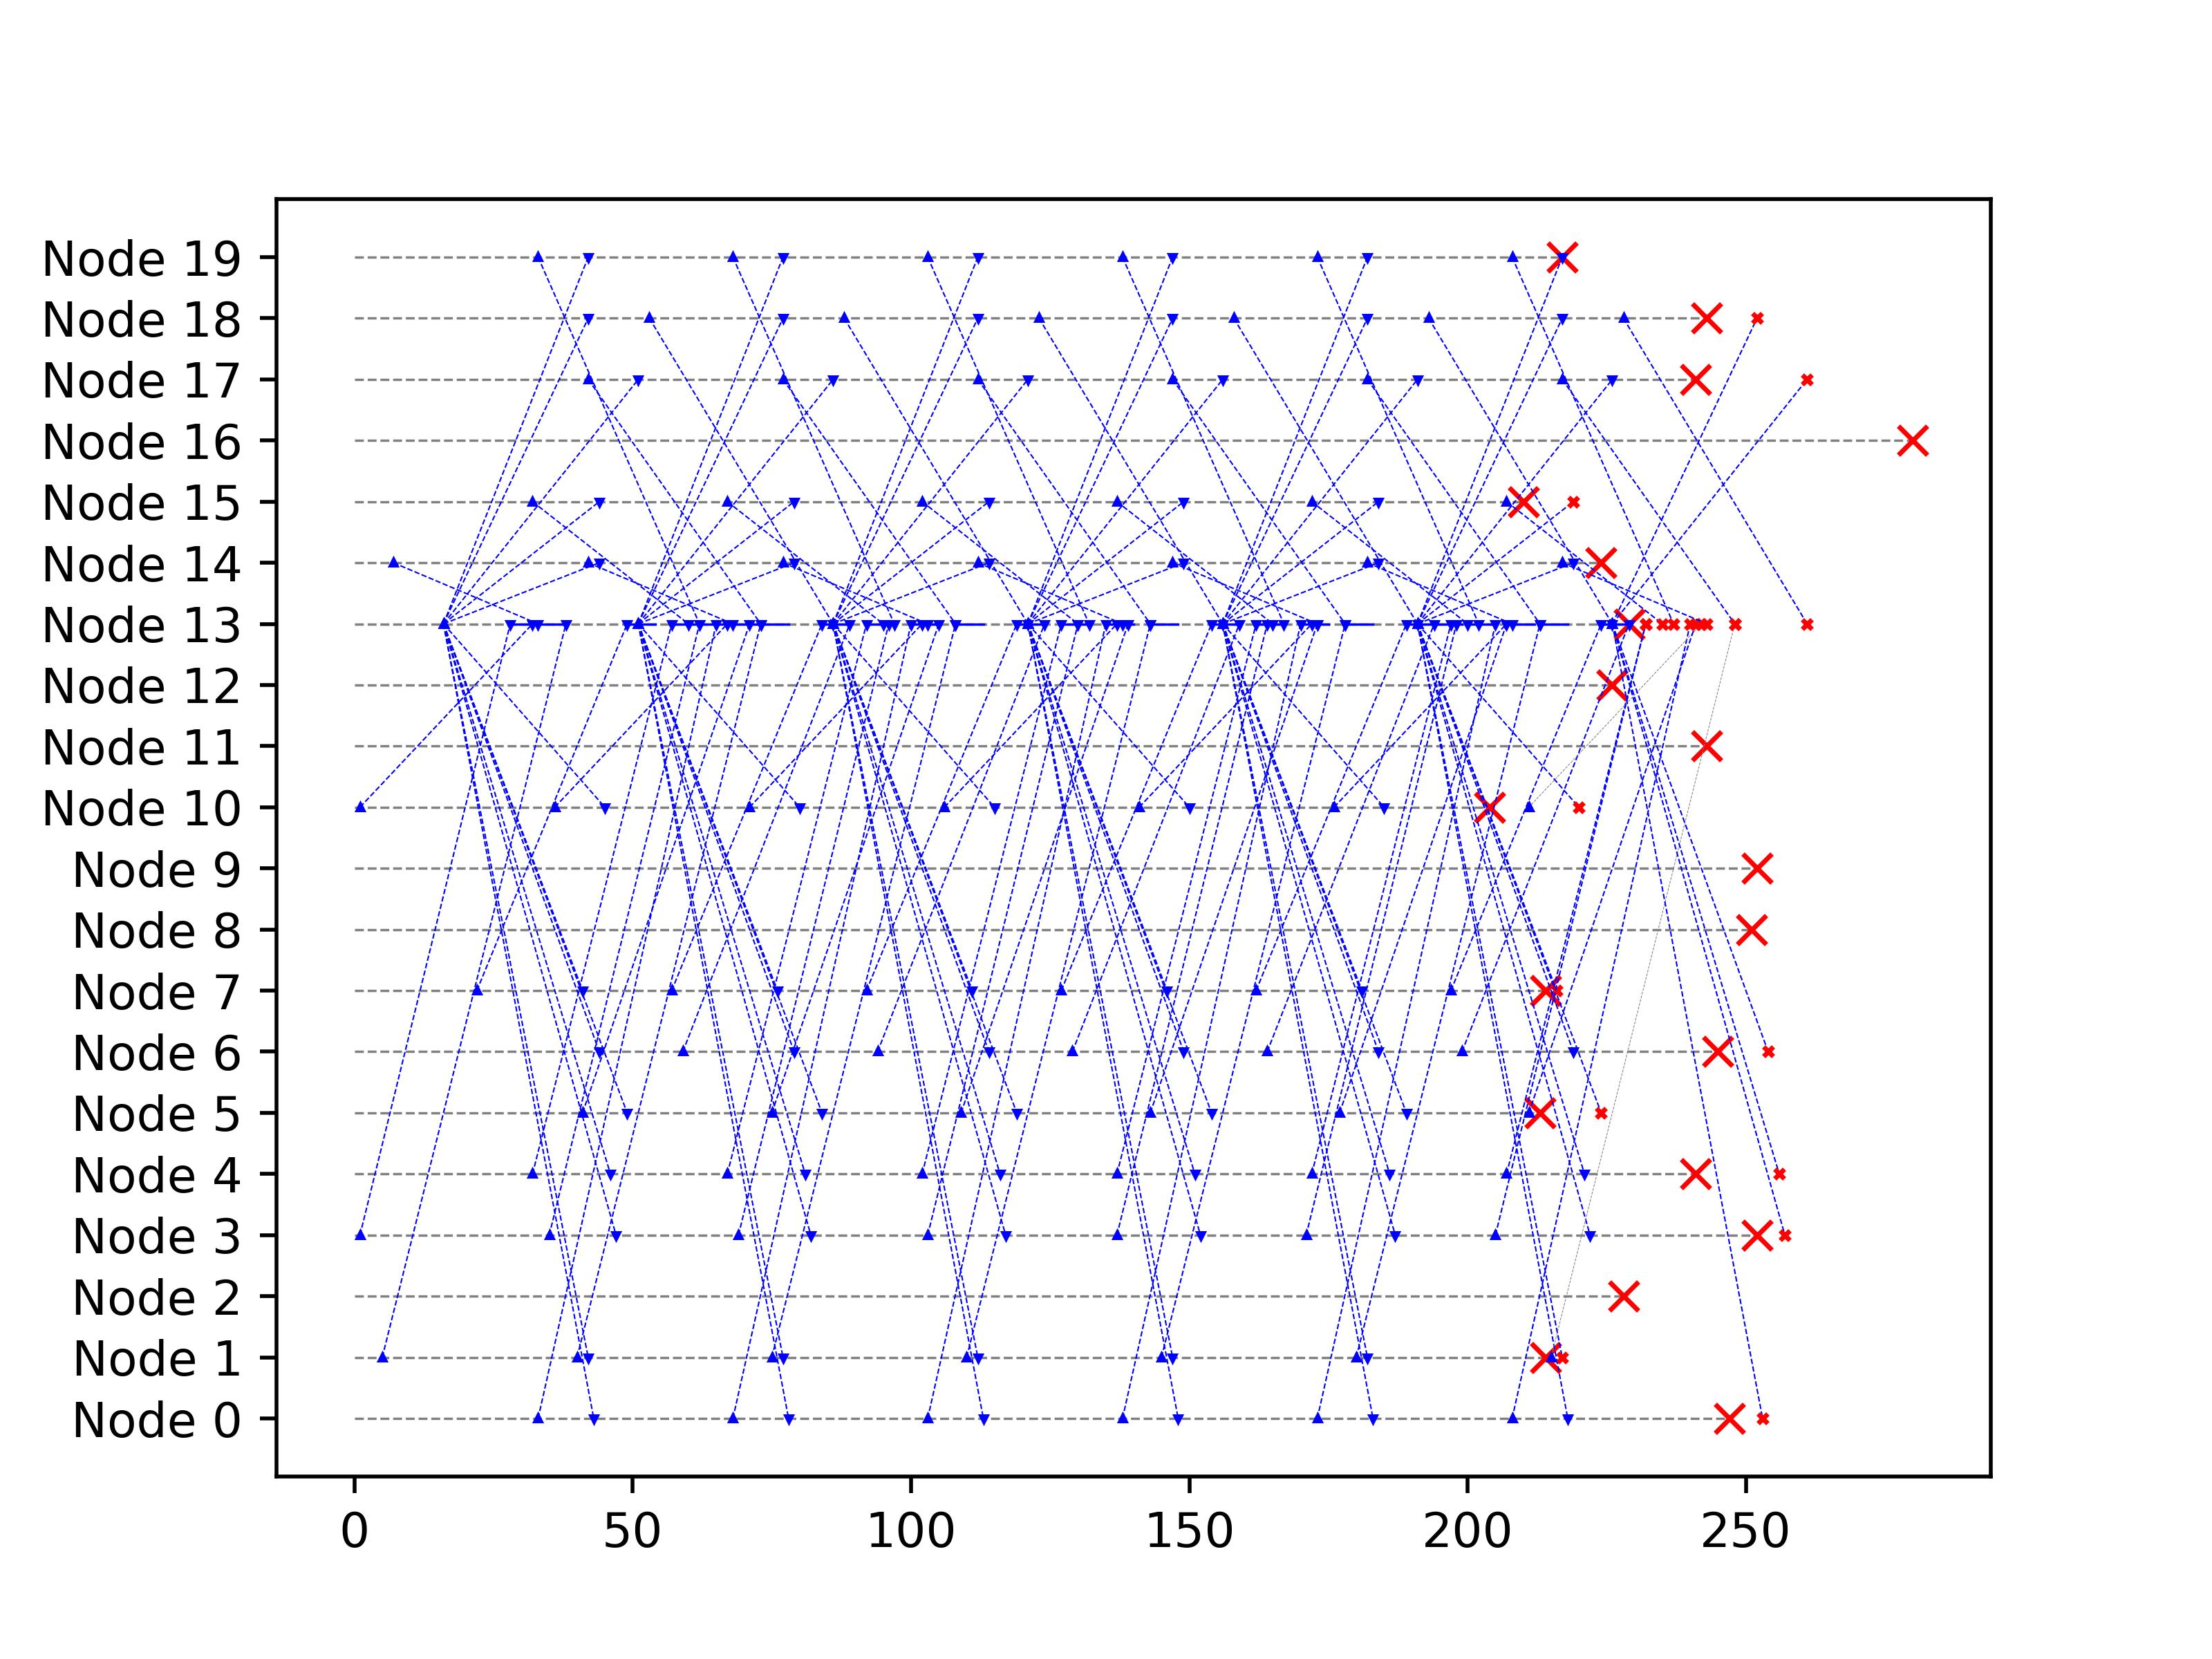 Node 19
Node 18
Node 17
Node 16
Node 15
Node 14
Node 13
Node 12
Node 11
Node 10
Node 9
Node 8
Node 7
Node 6
Node 5
Node 4
Node 3
Node 2
Node 1
Node 0
0 50 100 150 200 250